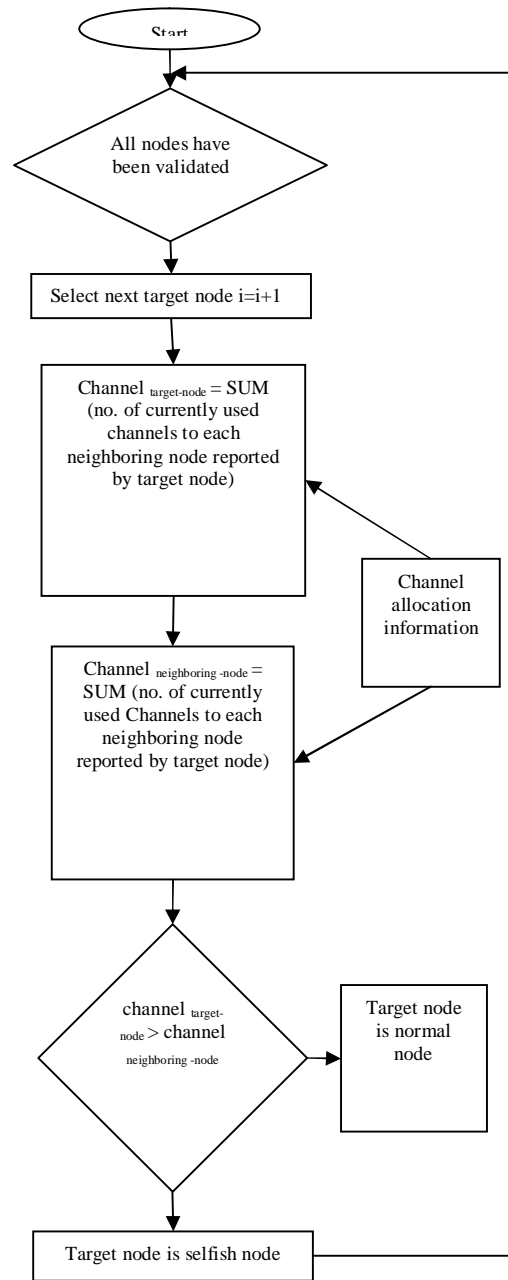 Start
All nodes have
been validated
Select next target node i=i+1
Channel target-node = SUM
(no. of currently used
channels to each
neighboring node reported
by target node)
Channel
allocation
information
Channel neighboring -node =
SUM (no. of currently
used Channels to each
neighboring node
reported by target node)
channel target-
node > channel
neighboring -node
Target node
is normal
node
Target node is selfish node